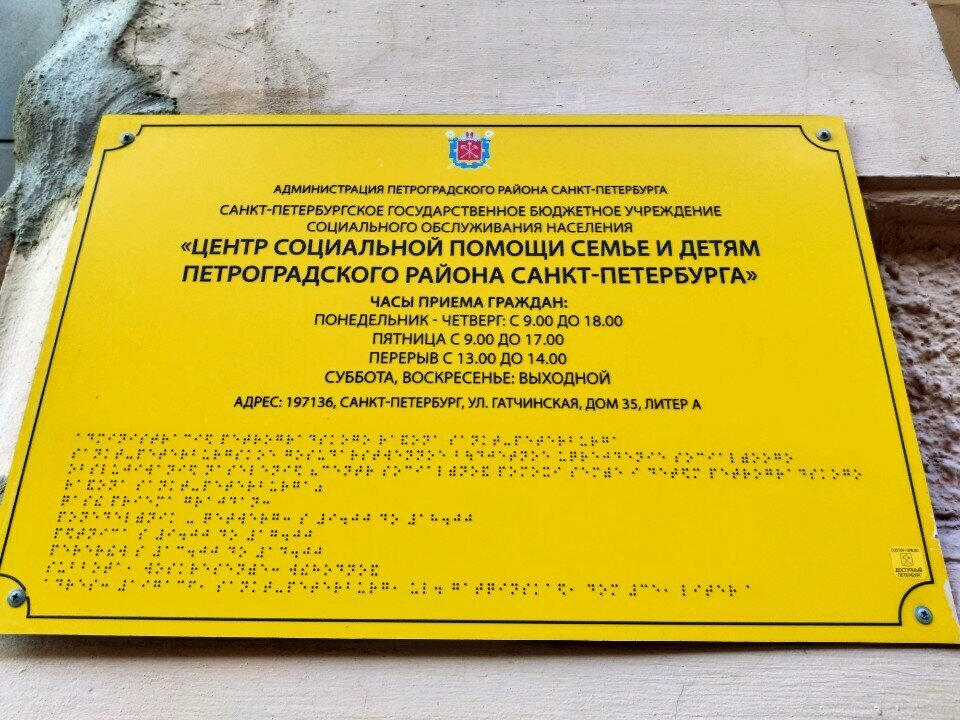 АДМИНИСТРАЦИЯ ПЕТРОГРАДСКОГО РАЙОНА САНКТ-ПЕТЕРБУРГА
САНКТ-ПЕТЕРБУРГСКОЕ ГОСУДАРСТВЕННОЕ БЮДЖЕТНОЕ УЧРЕЖДЕНИЕ
СОЦИАЛЬНОГО ОБСЛУЖИВАНИЯ НАСЕЛЕНИЯ
«ЦЕНТР СОЦИАЛЬНОЙ ПОМОЩИ СЕМЬЕ И ДЕТЯМ
ПЕТРОГРАДСКОГО РАЙОНА САНКТ-ПЕТЕРБУРГА»
ЧАСЫ ПРИЕМА ГРАЖДАН:
ПОНЕДЕЛЬНИК - ЧЕТВЕРГ: С 9.00 ДО 18.00
ПЯТНИЦА С 9.00 ДО 17.00
ПЕРЕРЫВ С 13.00 ДО 14.00
СУББОТА, ВОСКРЕСЕНЬЕ: ВЫХОДНОЙ
АДРЕС: 197136, САНКТ-ПЕТЕРБУРГ, УЛ. ГАТЧИНСКАЯ, ДОМ 35, ЛИТЕР А
ДОСТУПНЫЙ
ПЕТЕРБУРГ